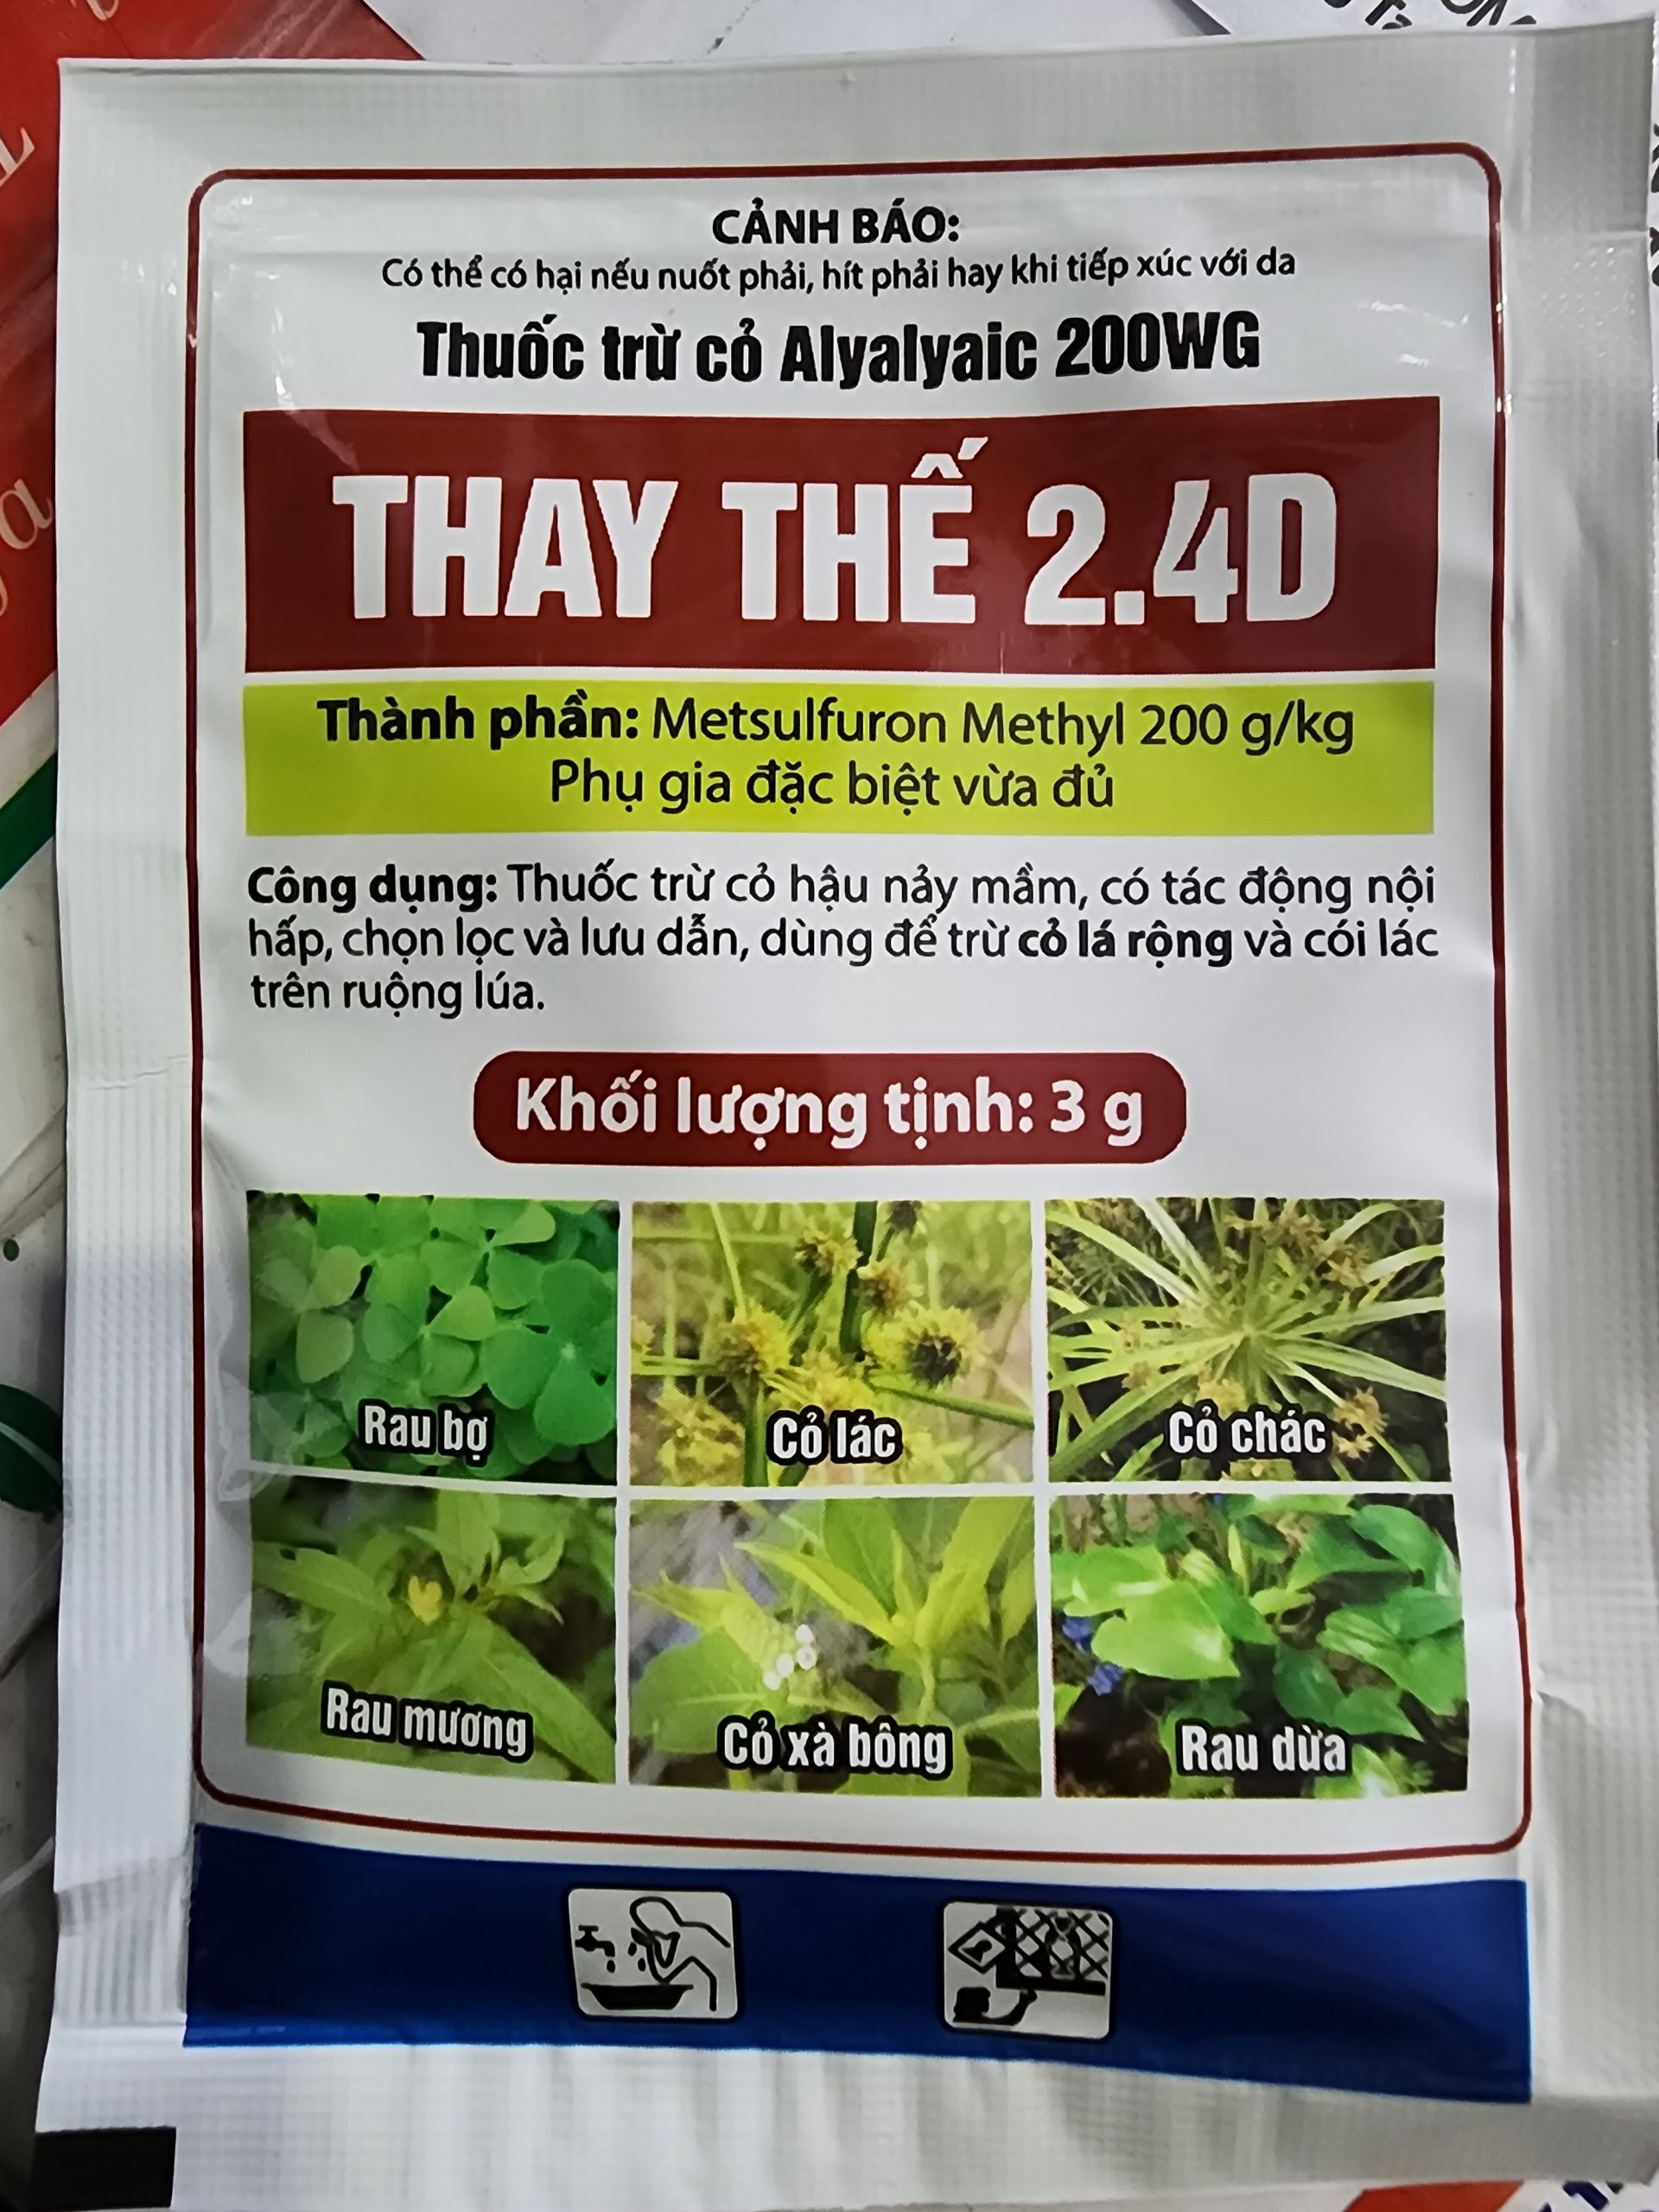 CẢNH BÁO:
Có thể có hại nếu nuốt phải, hít phải hay khi tiếp xúc với da
Thuốc trừ cỏ Alyalyaic 200WG
THAY THẾ 2.4D
Thành phần: Metsulfuron Methyl 200 g/kg
Phụ gia đặc biệt vừa đủ
Công dụng: Thuốc trừ cỏ hậu nảy mầm, có tác động nội
hấp, chọn lọc và lưu dẫn, dùng để trừ cỏ lá rộng và cói lác
trên ruộng lúa.
Khối lượng tịnh: 3 g
Rau bợ
Cỏ lác
Cỏ chác
Rau mương
Cỏ xà bông
Rau dừa